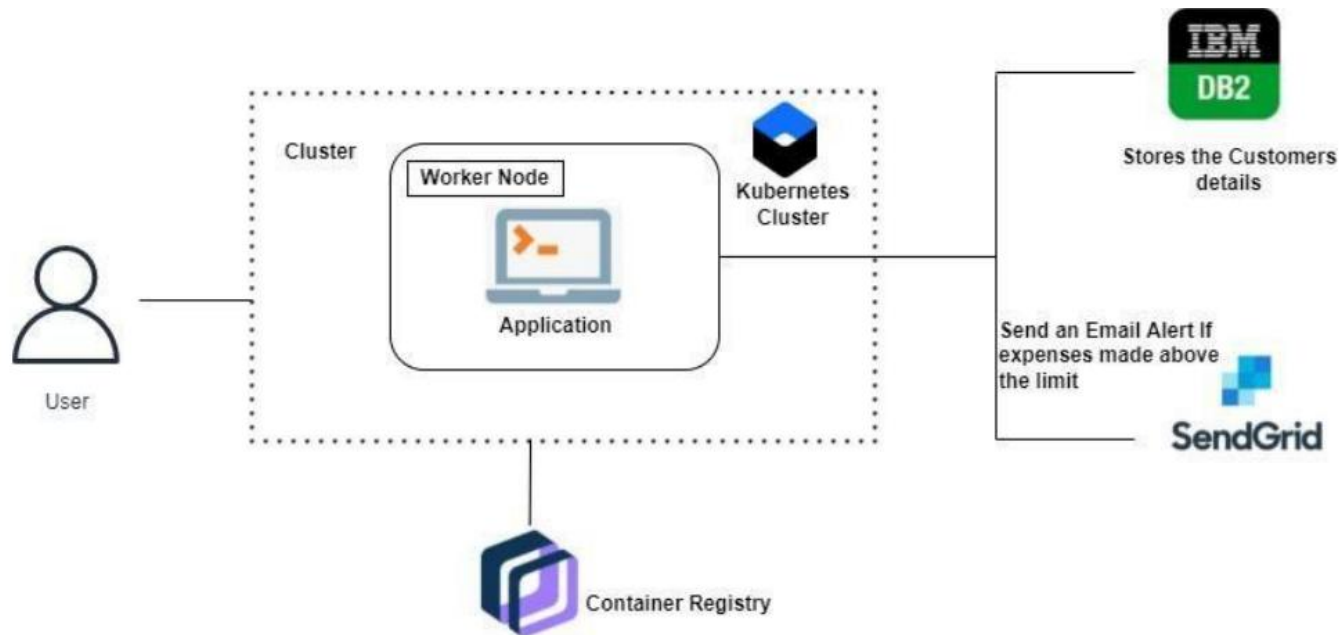 IBM
DB2
Stores the Customers
details
Cluster
Worker Node
Kubernetes
Cluster
Application
User
Send an Email Alert If
expenses made above
the limit
SendGrid
Container Registry